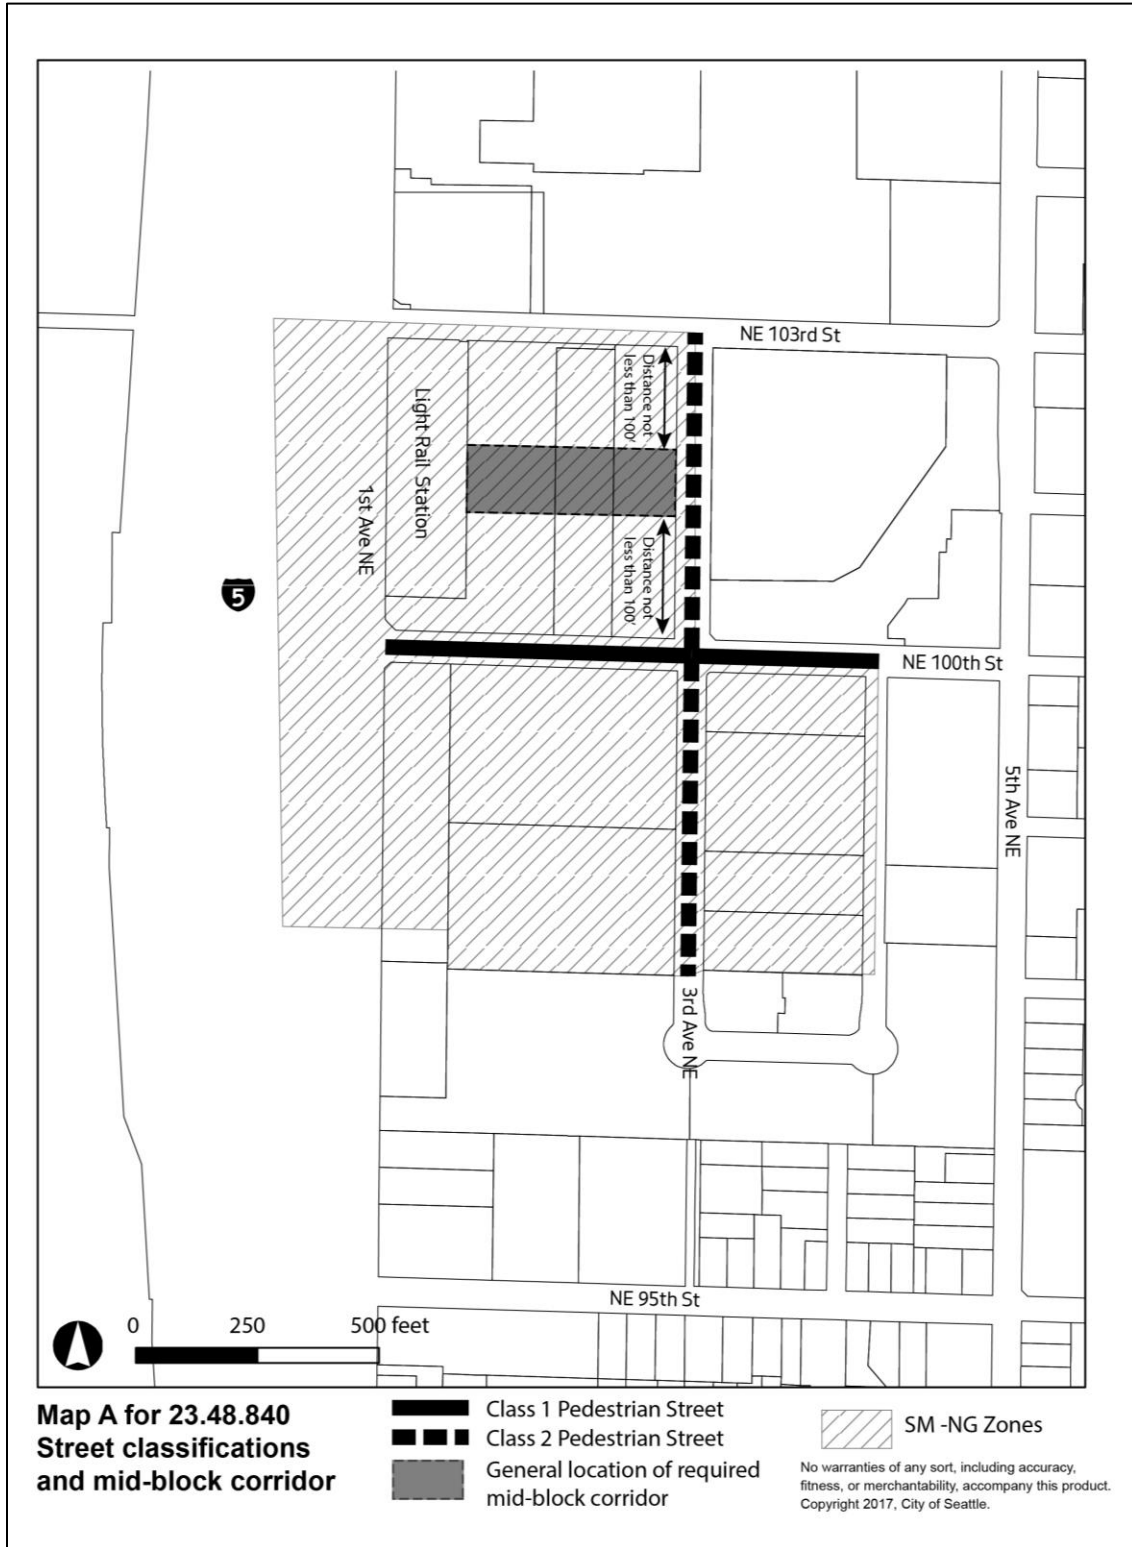 NE 103rd St
Distance not
less than 100'
Light Rail Station
1st Ave NE
Distance not
less than 100'
5
NE 100th St
5th Ave NE
3rd Ave NE
NE 95th St
0 250 500 feet
Map A for 23.48.840
Street classifications
and mid-block corridor
Class 1 Pedestrian Street
Class 2 Pedestrian Street
General location of required
mid-block corridor
SM -NG Zones
No warranties of any sort, including accuracy,
fitness, or merchantability, accompany this product.
Copyright 2017, City of Seattle.